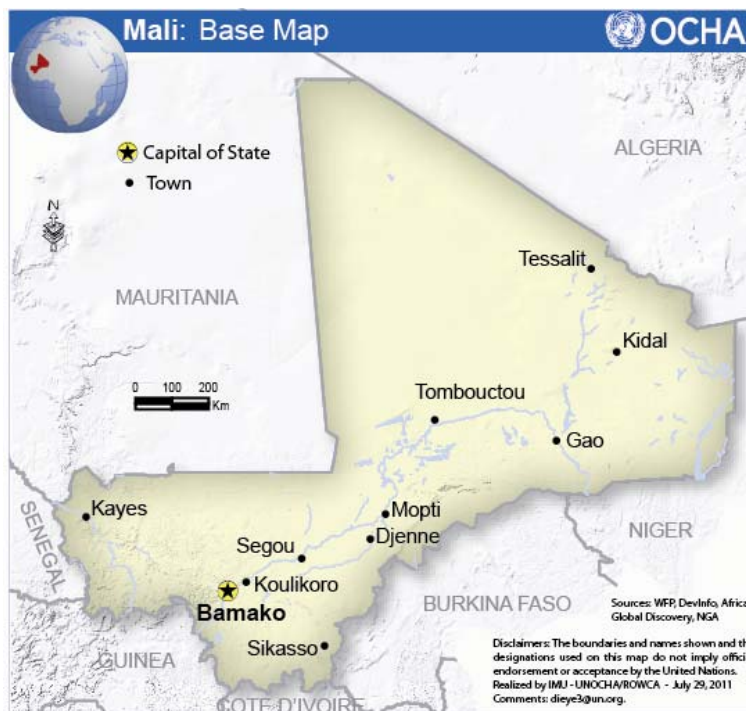 Mali: Base Map
OCHA
Capital of State
Town
N
ALGERIA
MAURITANIA
Tessalit
Kidal
0 100 200
Km
Tombouctou
Gao
Kayes
Mopti
SENEGAL
Djenne
NIGER
Segou
Koulikoro
Bamako
BURKINA FASO
Sikasso
GUINEA
COTE D'IVOIRE
Sources: WFP, DevInfo, Africa
Global Discovery, NGA
Disclaimers: The boundaries and names shown and th
designations used on this map do not imply offici
endorsement or acceptance by the United Nations.
Realized by IMU - UNOCHA/ROWCA - July 29, 2011
Comments: dieye3@un.org.